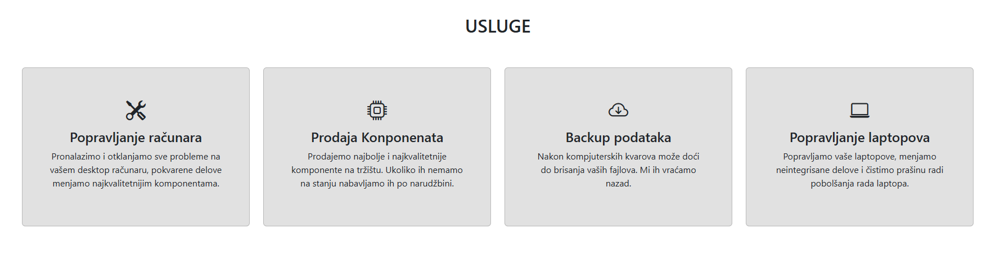 USLUGE
Popravljanje računara
Pronalazimo i otklanjamo sve probleme na
vašem desktop računaru, pokvarene delove
menjamo najkvalitetnijim komponentama.
Prodaja Konponenata
Prodajemo najbolje i najkvalitetnije
komponente na tržištu. Ukoliko ih nemamo
na stanju nabavljamo ih po narudžbini.
Backup podataka
Nakon kompjuterskih kvarova može doći
do brisanja vaših fajlova. Mi ih vraćamo
nazad.
Popravljanje laptopova
Popravljamo vaše laptopove, menjamo
neintegrisane delove i čistimo prašinu radi
pobolšanja rada laptopa.